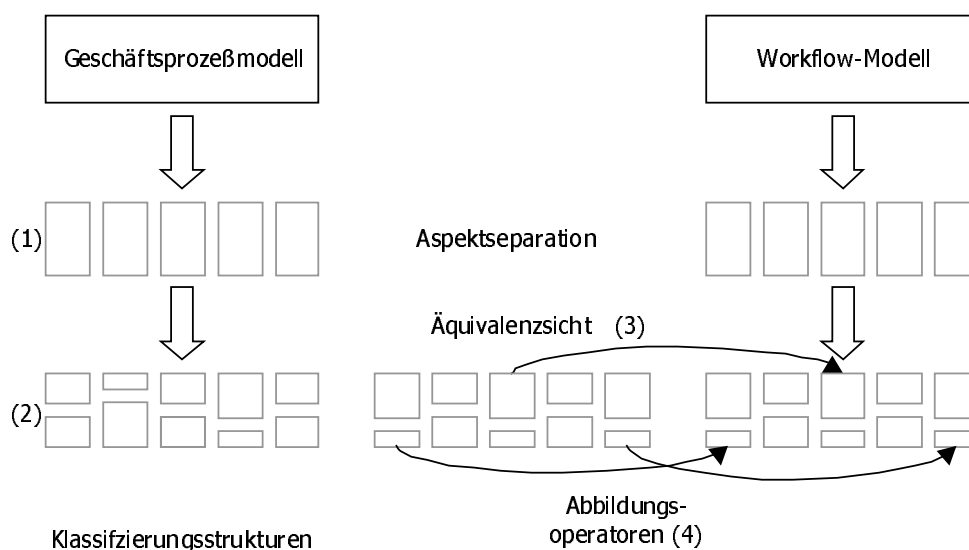 Geschäftsprozeßmodell
Workflow-Modell
(1)
Aspektseparation
Äquivalenzsicht (3)
(2)
Abbildungs-
operatoren (4)
Klassifzierungsstrukturen